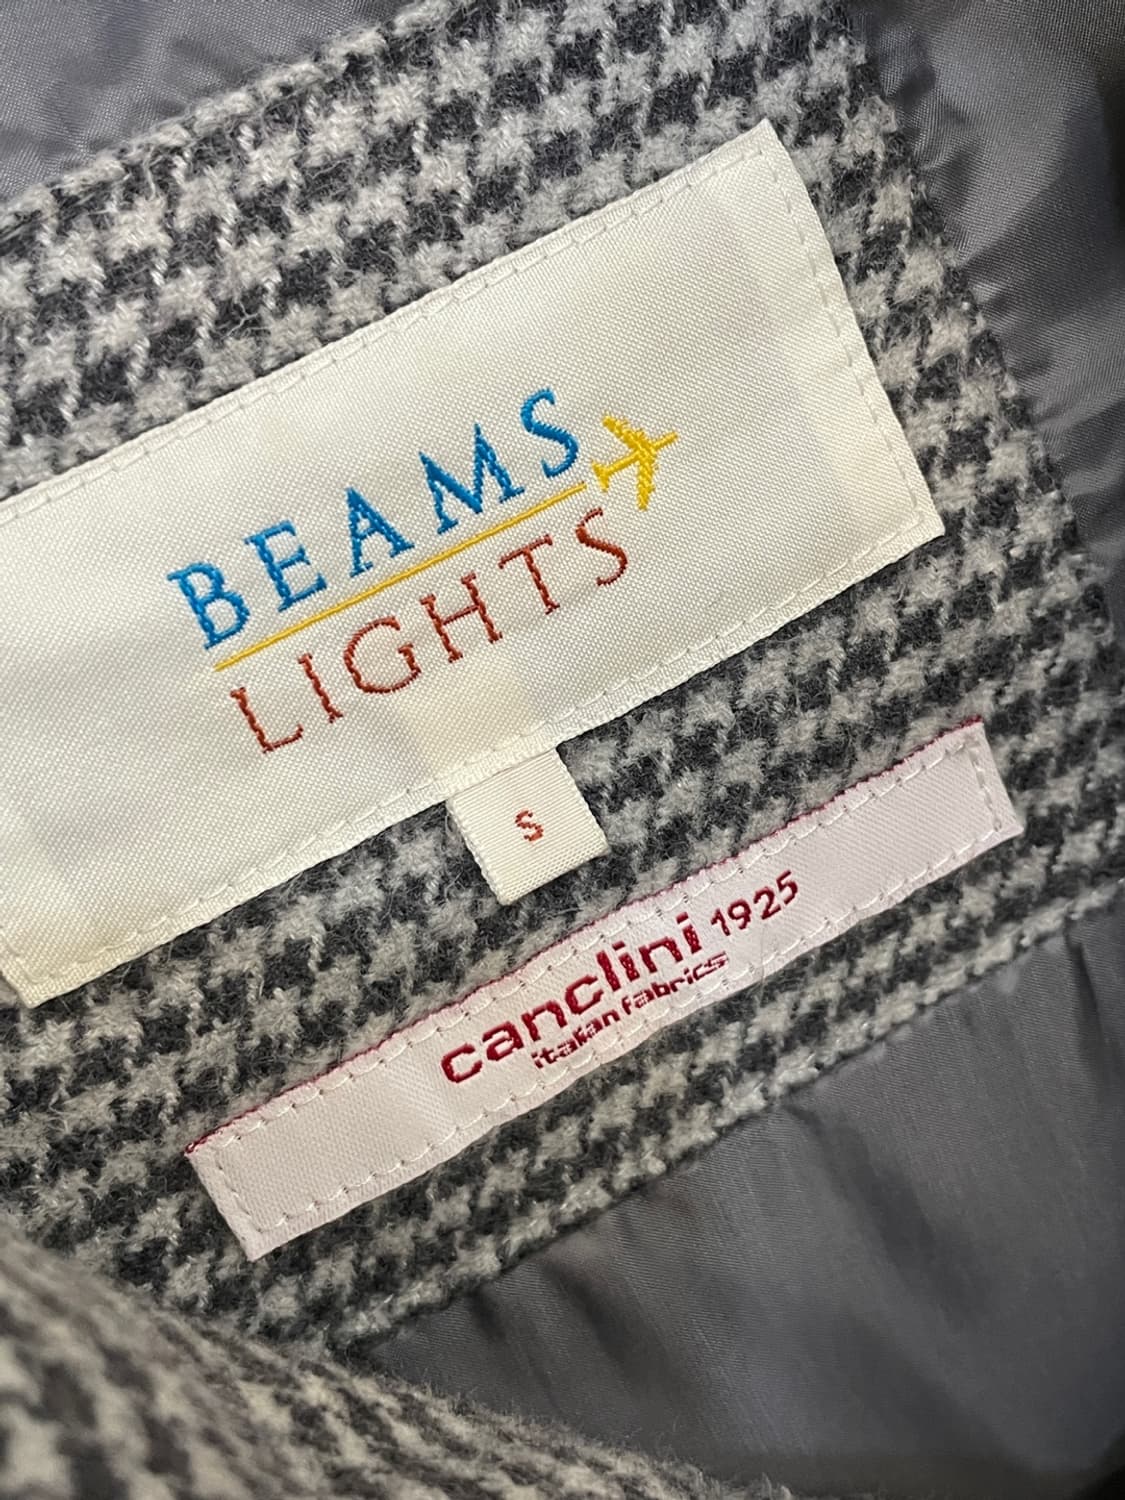 BEAMS
LIGHTS
S
canclini 1925
italian fabrics